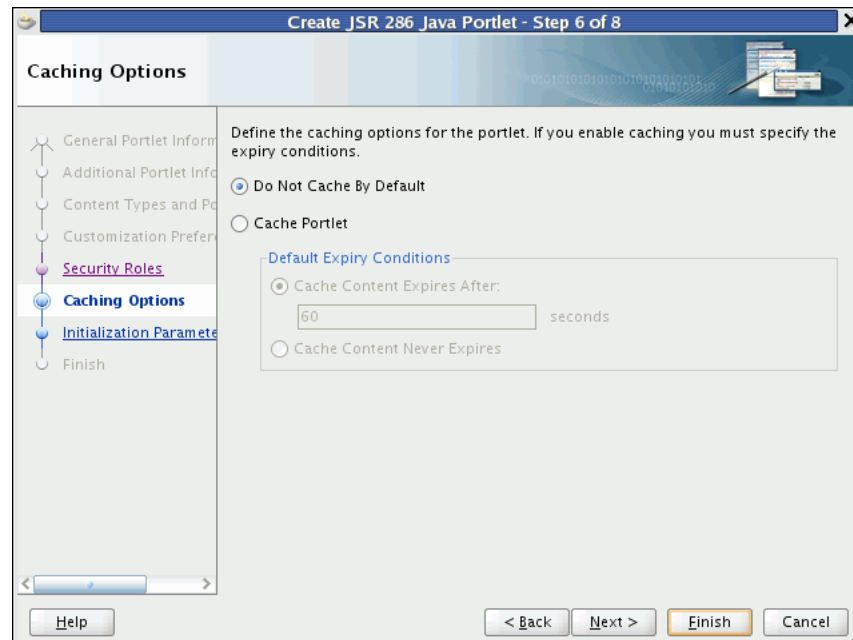 Create JSR 286 Java Portlet - Step 6 of 8
Caching Options
010101010101010101010101
0101010101010
General Portlet Inform
Additional Portlet Info
Content Types and Po
Customization Prefer
Security Roles
Caching Options
Initialization Paramete
Finish
Define the caching options for the portlet. If you enable caching you must specify the
expiry conditions.
Do Not Cache By Default
Cache Portlet
Default Expiry Conditions
Cache Content Expires After:
60 seconds
Cache Content Never Expires
Help
< Back
Next >
Finish
Cancel